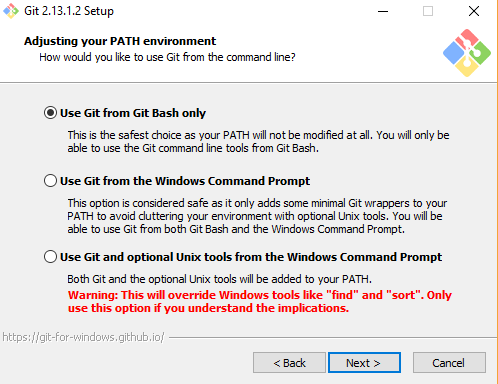 Git 2.13.1.2 Setup
Adjusting your PATH environment
How would you like to use Git from the command line?
Use Git from Git Bash only
This is the safest choice as your PATH will not be modified at all. You will only be
able to use the Git command line tools from Git Bash.
Use Git from the Windows Command Prompt
This option is considered safe as it only adds some minimal Git wrappers to your
PATH to avoid cluttering your environment with optional Unix tools. You will be
able to use Git from both Git Bash and the Windows Command Prompt.
Use Git and optional Unix tools from the Windows Command Prompt
Both Git and the optional Unix tools will be added to your PATH.
Warning: This will override Windows tools like "find" and "sort". Only
use this option if you understand the implications.
https://git-for-windows.github.io/
< Back Next > Cancel